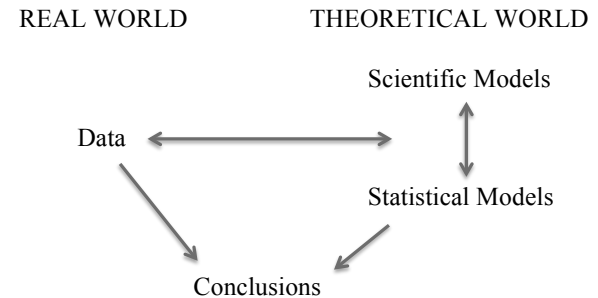 REAL WORLD
THEORETICAL WORLD
Scientific Models
Data
Statistical Models
Conclusions